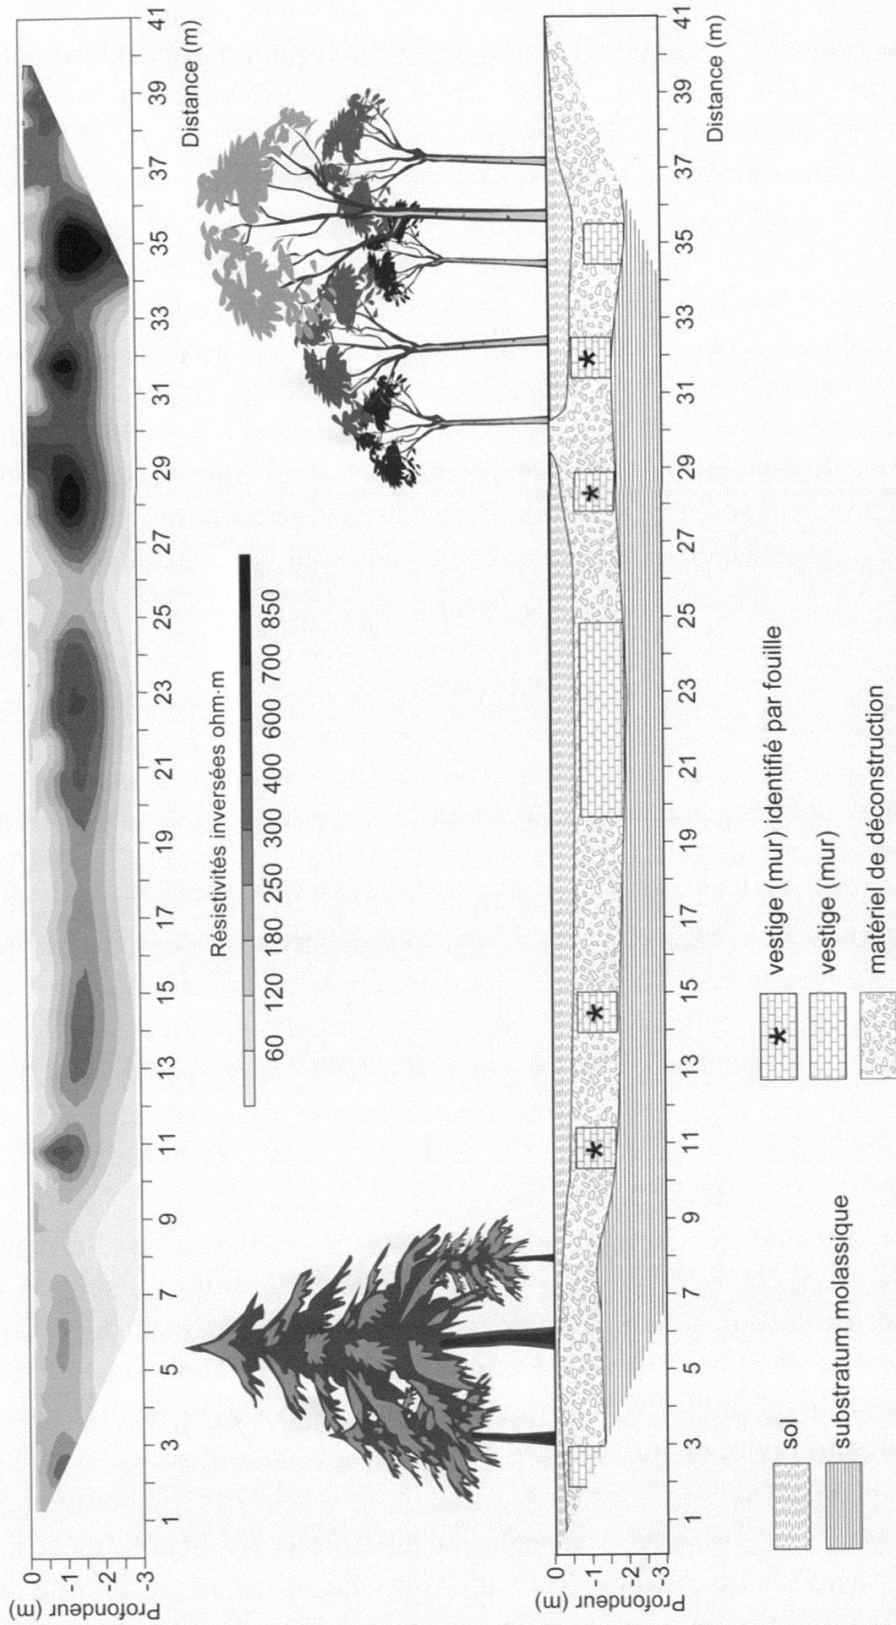 0
-1
-2
-3
Profondeur (m)
1 3 5 7 9 11 13 15 17 19 21 23 25 27 29 31 33 35 37 39 41
Distance (m)
Résistivités inversées ohm·m
60 120 180 250 300 400 600 700 850
0
-1
-2
-3
Profondeur (m)
1 3 5 7 9 11 13 15 17 19 21 23 25 27 29 31 33 35 37 39 41
Distance (m)
* * * *
sol
substratum molassique
* vestige (mur) identifié par fouille
vestige (mur)
matériel de déconstruction